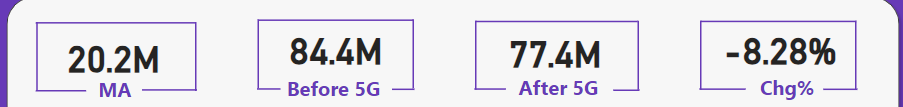 20.2M
MA
84.4M
Before 5G
77.4M
After 5G
-8.28%
Chg%